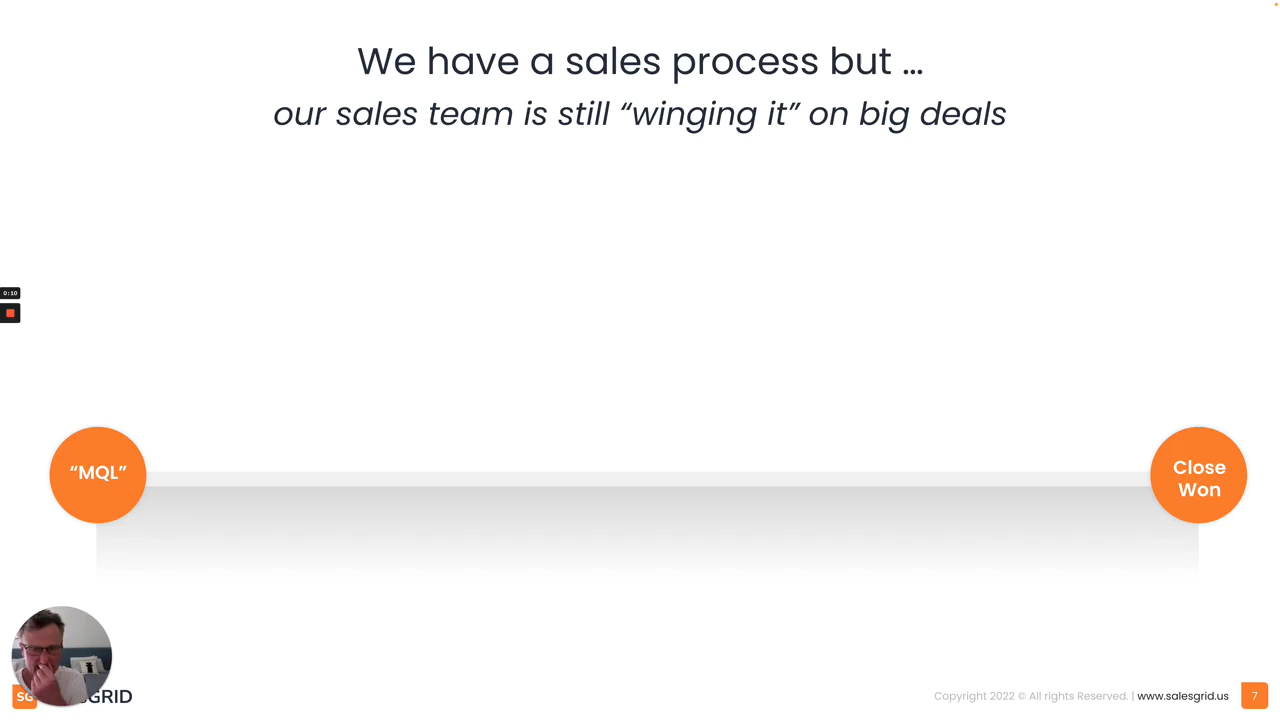 We have a sales process but ...
our sales team is still “winging it” on big deals
0:10
“MQL”
Close
Won
SG GRID
Copyright 2022 © All rights Reserved. | www.salesgrid.us
7